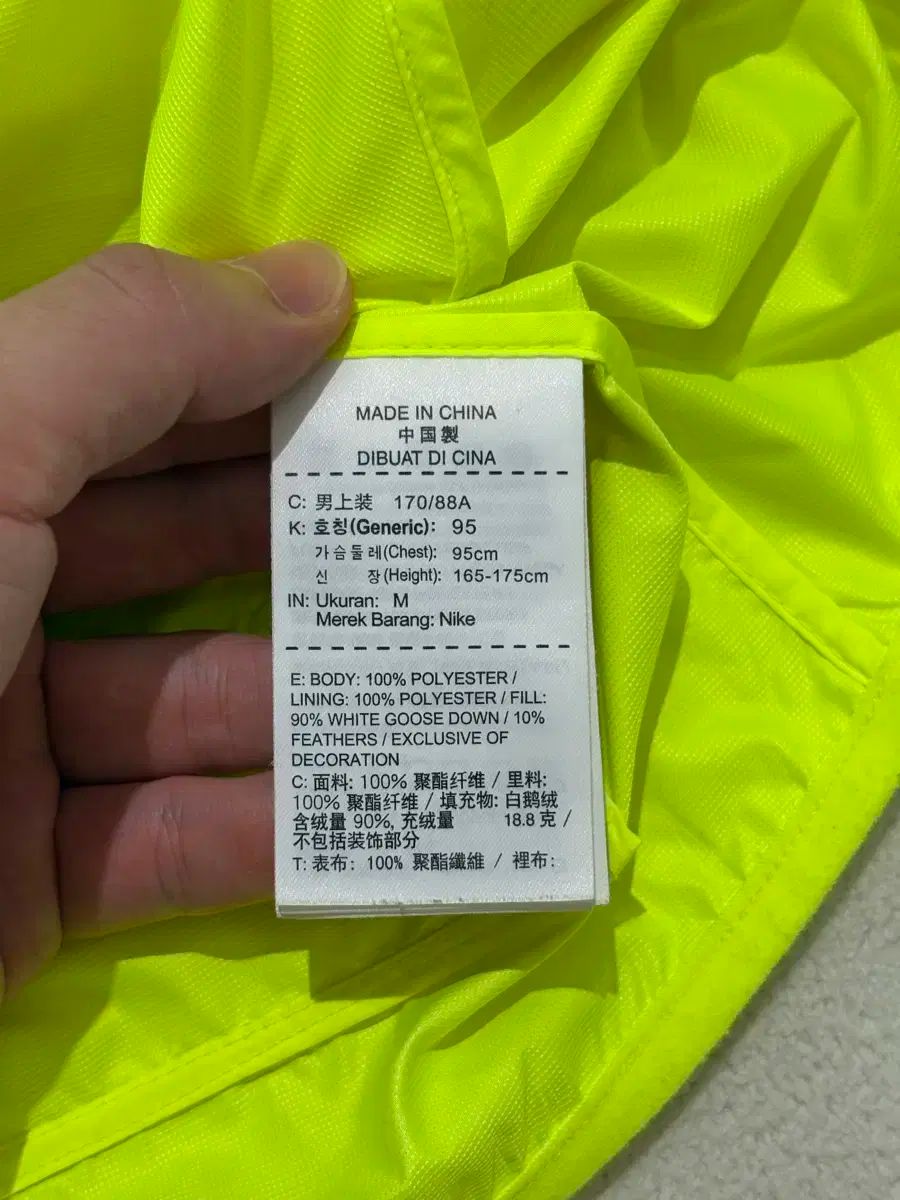 MADE IN CHINA
中国製
DIBUAT DI CINA
C: 男上装 170/88A
K: 호칭(Generic): 95
가슴둘레(Chest): 95cm
신 장(Height): 165-175cm
IN: Ukuran: M
Merek Barang: Nike
E: BODY: 100% POLYESTER /
LINING: 100% POLYESTER / FILL:
90% WHITE GOOSE DOWN / 10%
FEATHERS / EXCLUSIVE OF
DECORATION
C: 面料: 100% 聚酯纤维 / 里料:
100% 聚酯纤维 / 填充物: 白鹅绒
含绒量 90%, 充绒量 18.8 克 /
不包括装饰部分
T: 表布: 100% 聚酯纖維 / 裡布: